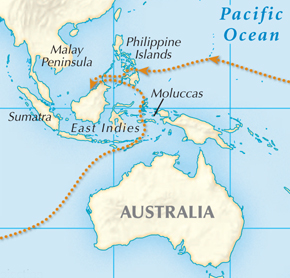 Pacific
Ocean
Malay
Peninsula
Philippine
Islands
Moluccas
Sumatra
East Indies
AUSTRALIA